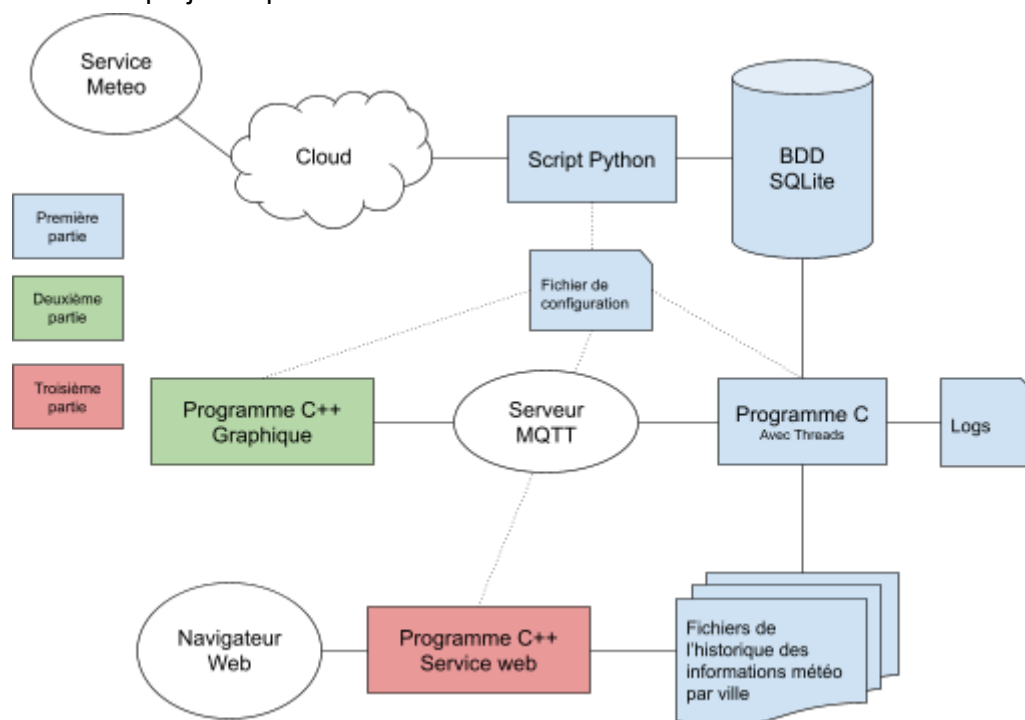 Service
Meteo
Cloud
Script Python
BDD
SQLite
Première
partie
Fichier de
configuration
Deuxième
partie
Troisième
partie
Programme C++
Graphique
Serveur
MQTT
Programme C
Avec Threads
Logs
Navigateur
Web
Programme C++
Service web
Fichiers de
l'historique des
informations météo
par ville